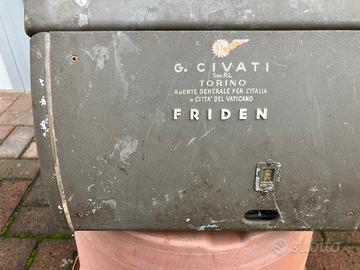 G. CIVATI
Soc. A.R.L.
TORINO
AGENTE GENERALE PER L'ITALIA
E CITTA' DEL VATICANO
FRIDEN
subito